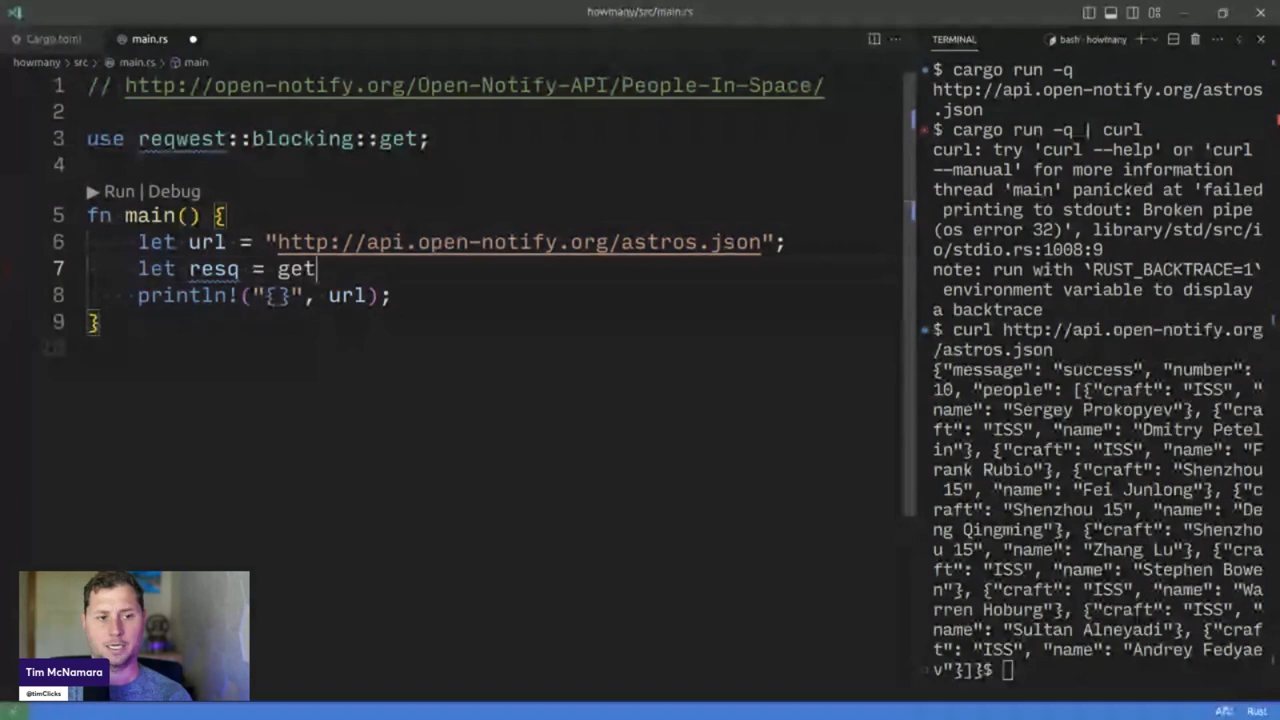 howmany/src/main.rs
Cargo.toml
main.rs
howmany > src > main.rs > main
1 // http://open-notify.org/Open-Notify-API/People-In-Space/
2
3 use reqwest::blocking::get;
4
Run | Debug
5 fn main() {
6 let url = "http://api.open-notify.org/astros.json";
7 let resq = get
8 println!("{}", url);
9 }
TERMINAL
bash - howmany
$ cargo run -q
http://api.open-notify.org/astros
.json
$ cargo run -q | curl
curl: try 'curl --help' or 'curl
--manual' for more information
thread 'main' panicked at 'failed
printing to stdout: Broken pipe
(os error 32)', library/std/src/i
o/stdio.rs:1008:9
note: run with `RUST_BACKTRACE=1`
environment variable to display
a backtrace
$ curl http://api.open-notify.org
/astros.json
{"message": "success", "number":
10, "people": [{"craft": "ISS", "
name": "Sergey Prokopyev"}, {"cra
ft": "ISS", "name": "Dmitry Petel
in"}, {"craft": "ISS", "name": "F
rank Rubio"}, {"craft": "Shenzhou
15", "name": "Fei Junlong"}, {"c
raft": "Shenzhou 15", "name": "De
ng Qingming"}, {"craft": "Shenzho
u 15", "name": "Zhang Lu"}, {"cra
ft": "ISS", "name": "Stephen Bowe
n"}, {"craft": "ISS", "name": "Wa
rren Hoburg"}, {"craft": "ISS", "
name": "Sultan Alneyadi"}, {"craf
t": "ISS", "name": "Andrey Fedyae
v"}]}$
Tim McNamara
@timClicks
Rust